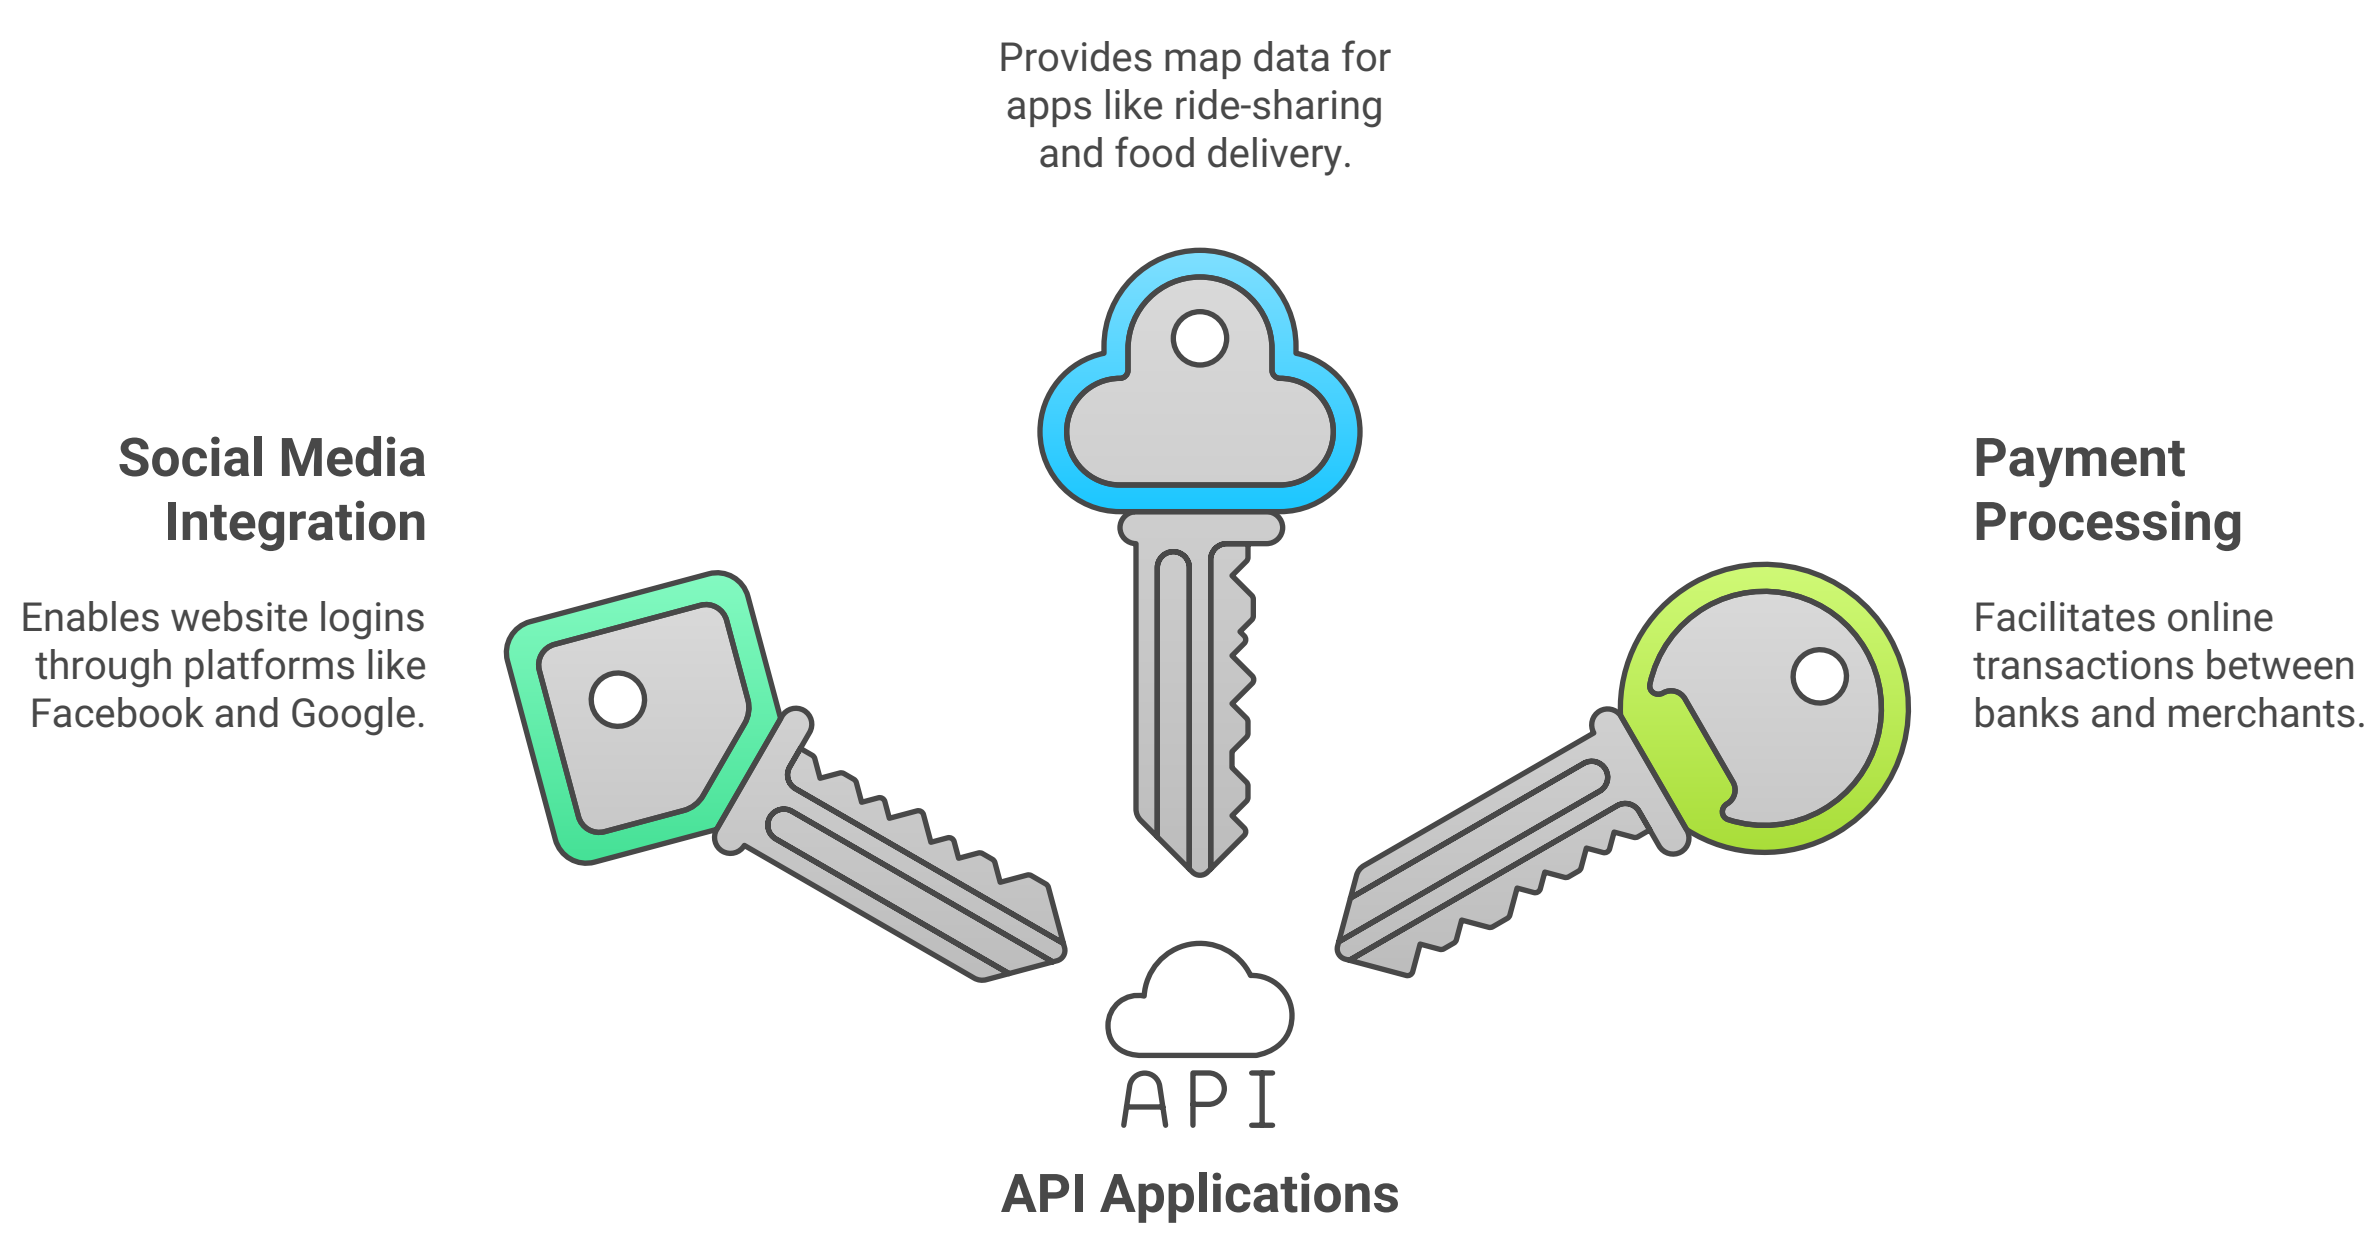 Provides map data for
apps like ride-sharing
and food delivery.
Social Media
Integration
Enables website logins
through platforms like
Facebook and Google.
Payment
Processing
Facilitates online
transactions between
banks and merchants.
API
API Applications